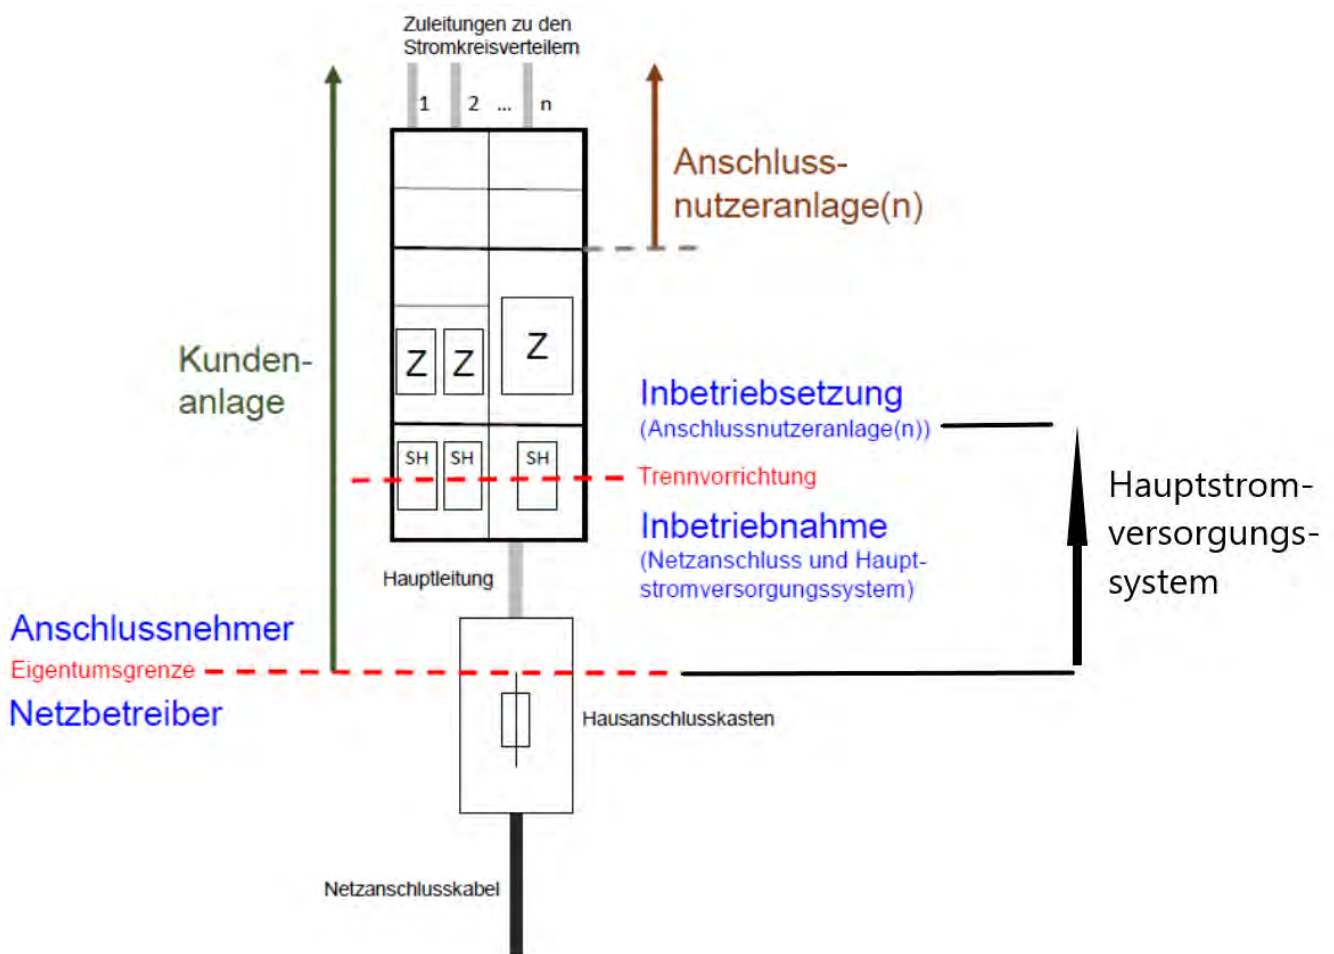 Zuleitungen zu den
Stromkreisverteilern
1 2 ... n
Anschluss-
nutzeranlage(n)
Kunden-
anlage
Z Z Z
Inbetriebsetzung
(Anschlussnutzeranlage(n))
SH SH SH
Trennvorrichtung
Inbetriebnahme
(Netzanschluss und Haupt-
stromversorgungssystem)
Hauptstrom-
versorgungs-
system
Hauptleitung
Anschlussnehmer
Eigentumsgrenze
Netzbetreiber
Hausanschlusskasten
Netzanschlusskabel